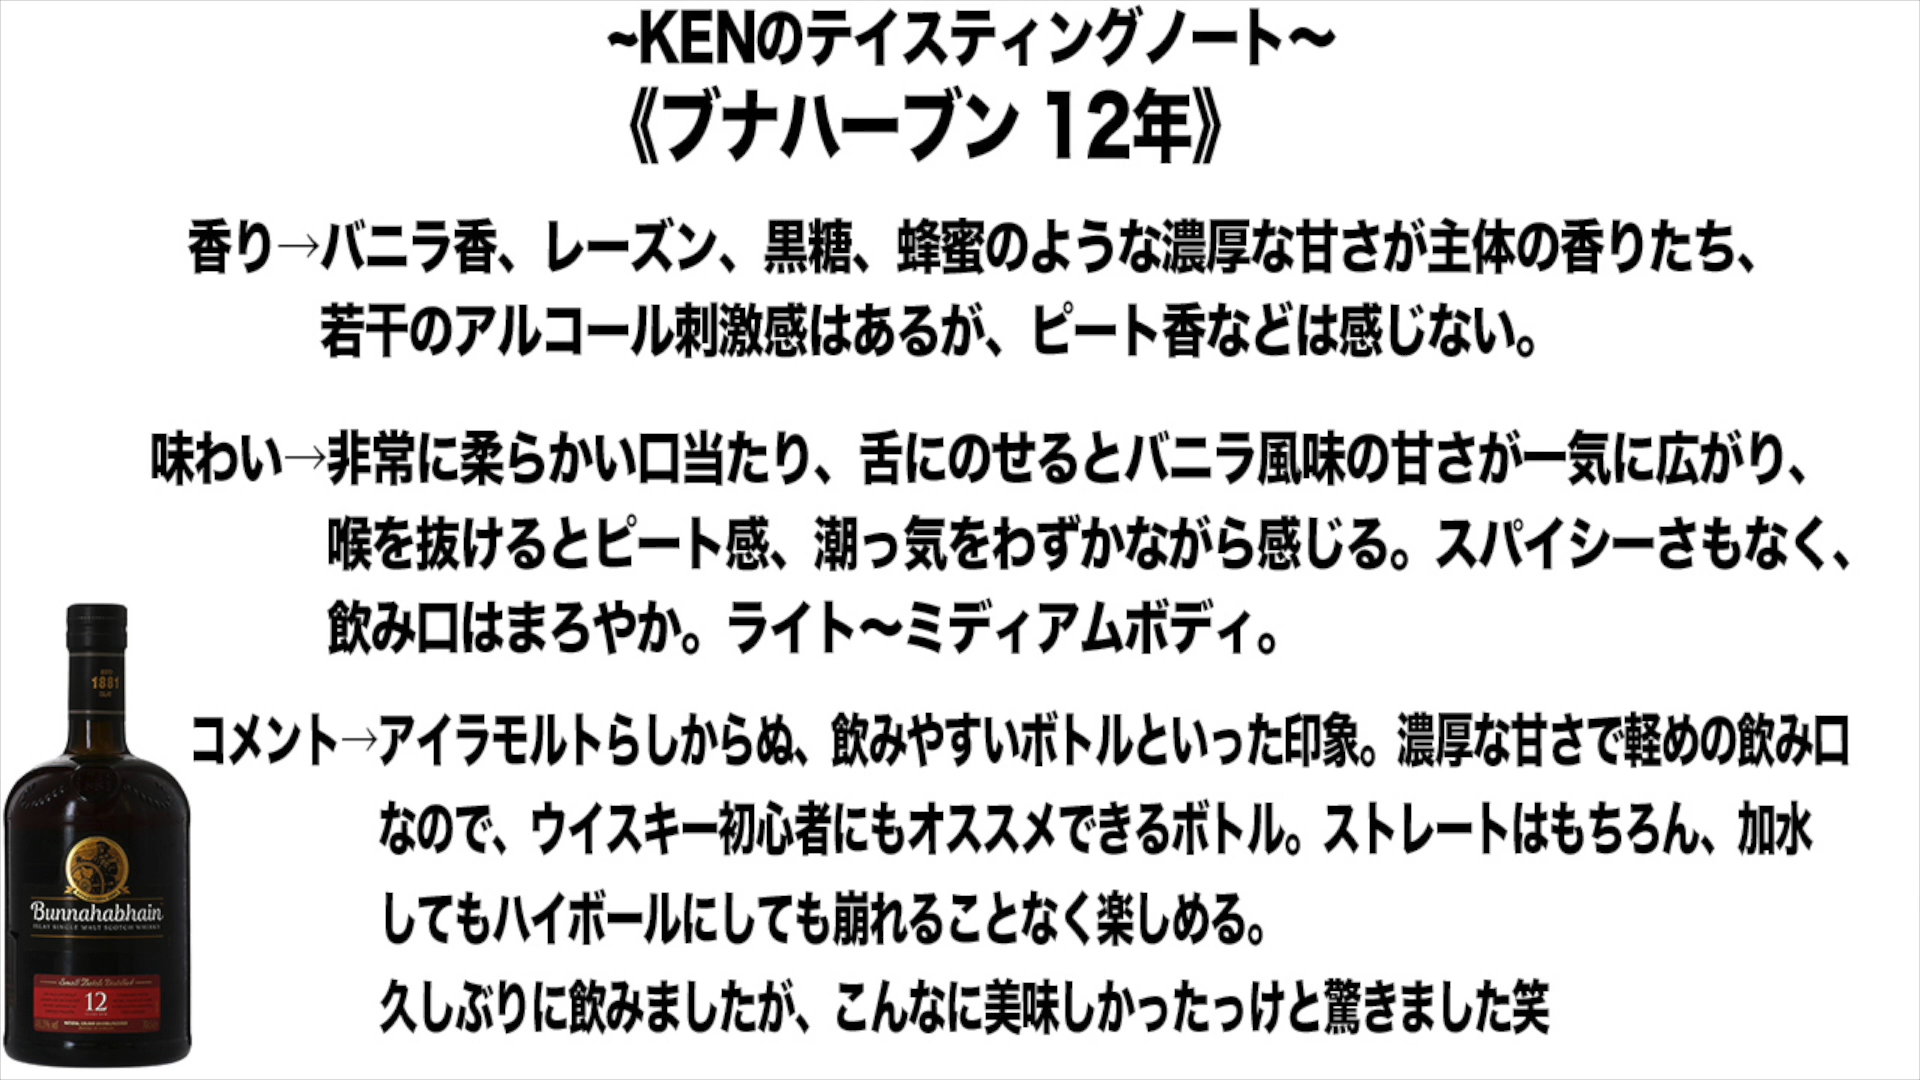 ~KENのテイスティングノート〜
《ブナハーブン 12年》
香り→バニラ香、レーズン、黒糖、蜂蜜のような濃厚な甘さが主体の香りたち、
若干のアルコール刺激感はあるが、ピート香などは感じない。
味わい→非常に柔らかい口当たり、舌にのせるとバニラ風味の甘さが一気に広がり、
喉を抜けるとピート感、潮っ気をわずかながら感じる。スパイシーさもなく、
飲み口はまろやか。ライト〜ミディアムボディ。
コメント→アイラモルトらしからぬ、飲みやすいボトルといった印象。濃厚な甘さで軽めの飲み口
なので、ウイスキー初心者にもオススメできるボトル。ストレートはもちろん、加水
してもハイボールにしても崩れることなく楽しめる。
久しぶりに飲みましたが、こんなに美味しかったっけと驚きました笑
1881
Bunnahabhain
ISLAY SINGLE MALT SCOTCH WHISKY
Small Batch Distilled
12